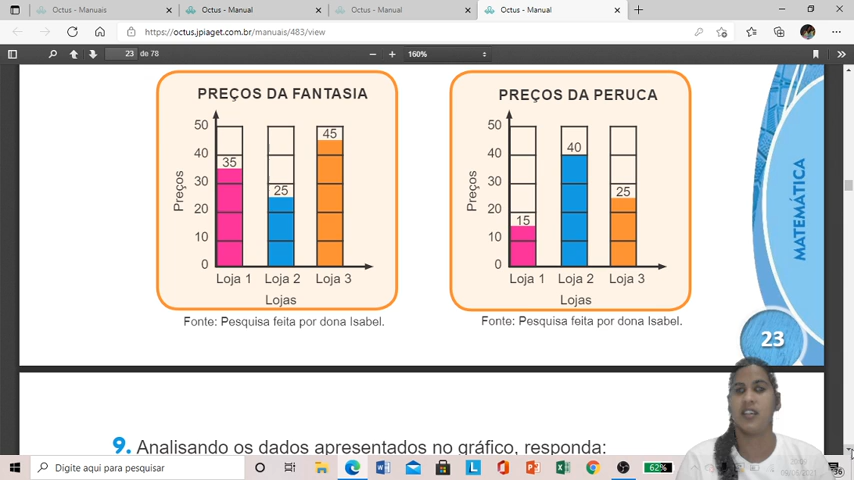 Octus - Manuais
Octus - Manual
Octus - Manual
Octus - Manual
https://octus.jpiaget.com.br/manuais/483/view
23 de 78
160%
PREÇOS DA FANTASIA
50
40
30
20
10
0
Preços
35
25
45
Loja 1 Loja 2 Loja 3
Lojas
Fonte: Pesquisa feita por dona Isabel.
PREÇOS DA PERUCA
50
40
30
20
10
0
Preços
15
40
25
Loja 1 Loja 2 Loja 3
Lojas
Fonte: Pesquisa feita por dona Isabel.
MATEMÁTICA
23
9. Analisando os dados apresentados no gráfico, responda:
Digite aqui para pesquisar
62%
36